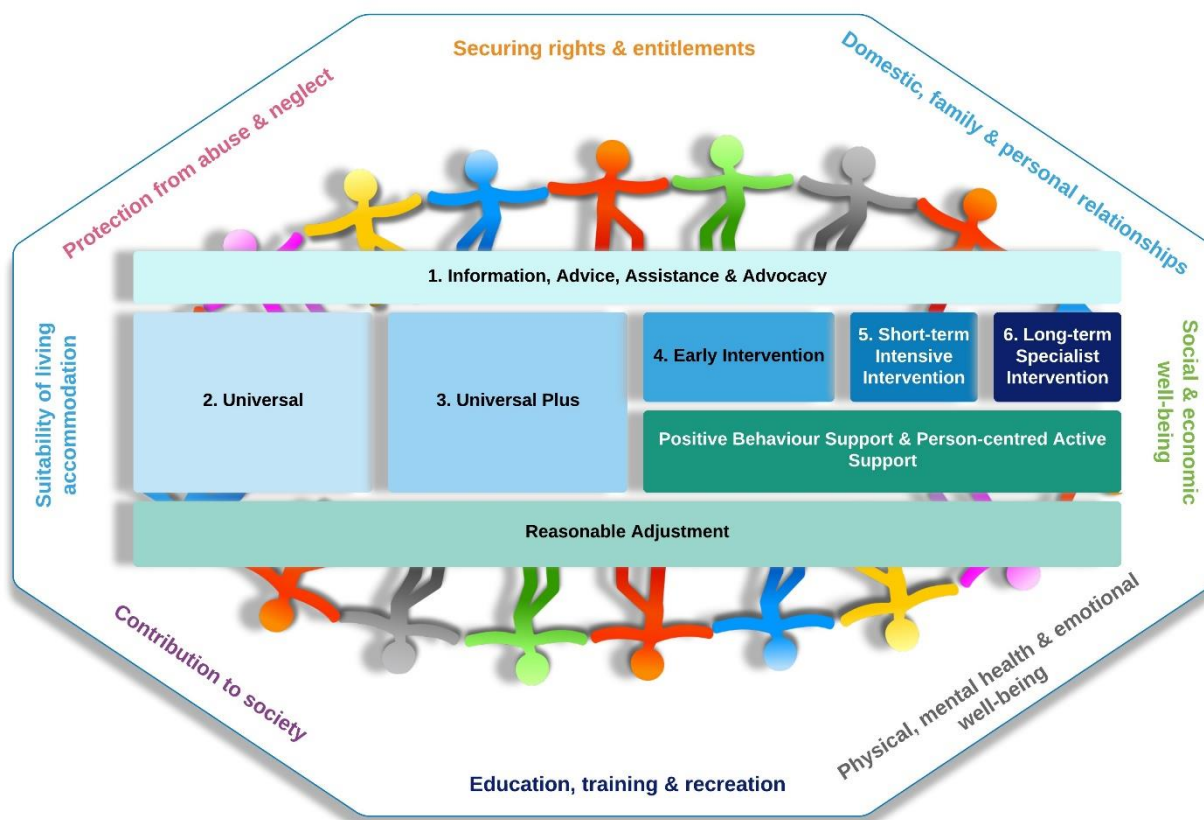 Securing rights & entitlements
Domestic, family & personal relationships
Protection from abuse & neglect
1. Information, Advice, Assistance & Advocacy
Suitability of living
accommodation
2. Universal
3. Universal Plus
4. Early Intervention
5. Short-term
Intensive
Intervention
6. Long-term
Specialist
Intervention
Positive Behaviour Support & Person-centred Active
Support
Social & economic
well-being
Reasonable Adjustment
Contribution to society
Physical, mental health & emotional
well-being
Education, training & recreation